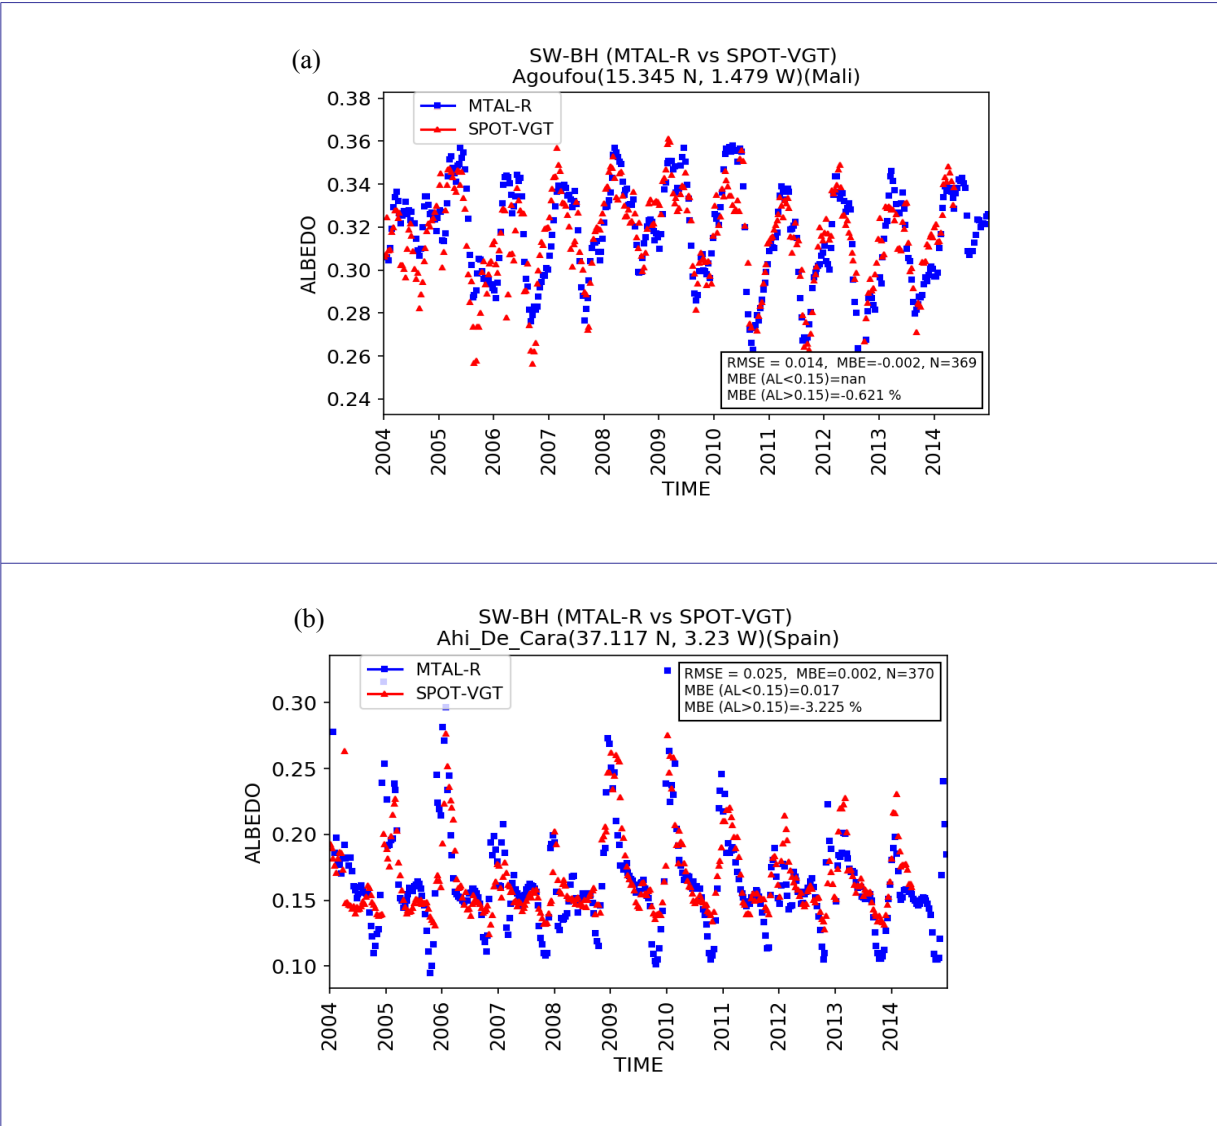 (a)
SW-BH (MTAL-R vs SPOT-VGT)
Agoufou(15.345 N, 1.479 W)(Mali)
MTAL-R
SPOT-VGT
0.38
0.36
0.34
0.32
0.30
0.28
0.26
0.24
ALBEDO
RMSE = 0.014, MBE=-0.002, N=369
MBE (AL<0.15)=nan
MBE (AL>0.15)=-0.621 %
2004 2005 2006 2007 2008 2009 2010 2011 2012 2013 2014
TIME
(b)
SW-BH (MTAL-R vs SPOT-VGT)
Ahi_De_Cara(37.117 N, 3.23 W)(Spain)
MTAL-R
SPOT-VGT
RMSE = 0.025, MBE=0.002, N=370
MBE (AL<0.15)=0.017
MBE (AL>0.15)=-3.225 %
0.30
0.25
0.20
0.15
0.10
ALBEDO
2004 2005 2006 2007 2008 2009 2010 2011 2012 2013 2014
TIME